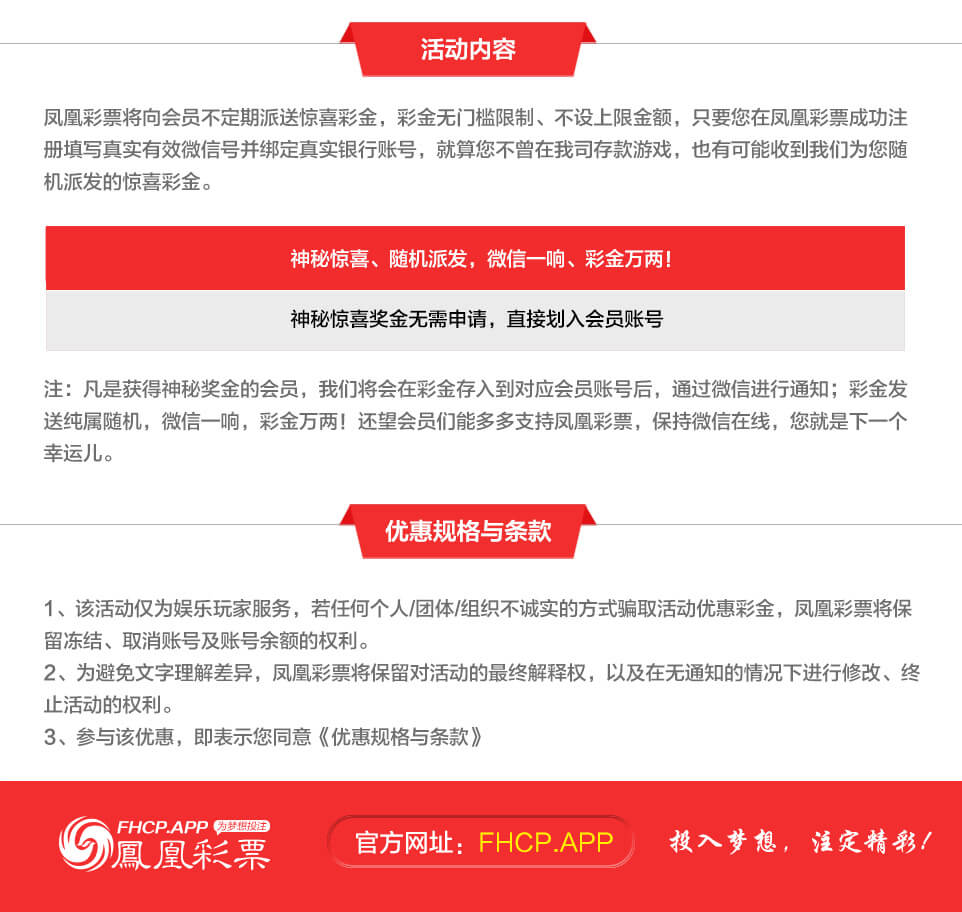 活动内容
凤凰彩票将向会员不定期派送惊喜彩金，彩金无门槛限制、不设上限金额，只要您在凤凰彩票成功注
册填写真实有效微信号并绑定真实银行账号，就算您不曾在我司存款游戏，也有可能收到我们为您随
机派发的惊喜彩金。
神秘惊喜、随机派发，微信一响、彩金万两！
神秘惊喜奖金无需申请，直接划入会员账号
注：凡是获得神秘奖金的会员，我们将会在彩金存入到对应会员账号后，通过微信进行通知；彩金发
送纯属随机，微信一响，彩金万两！还望会员们能多多支持凤凰彩票，保持微信在线，您就是下一个
幸运儿。
优惠规格与条款
1、该活动仅为娱乐玩家服务，若任何个人/团体/组织不诚实的方式骗取活动优惠彩金，凤凰彩票将保
留冻结、取消账号及账号余额的权利。
2、为避免文字理解差异，凤凰彩票将保留对活动的最终解释权，以及在无通知的情况下进行修改、终
止活动的权利。
3、参与该优惠，即表示您同意《优惠规格与条款》
FHCP.APP 为梦想投注
鳳凰彩票
官方网址：FHCP.APP
投入梦想，注定精彩！